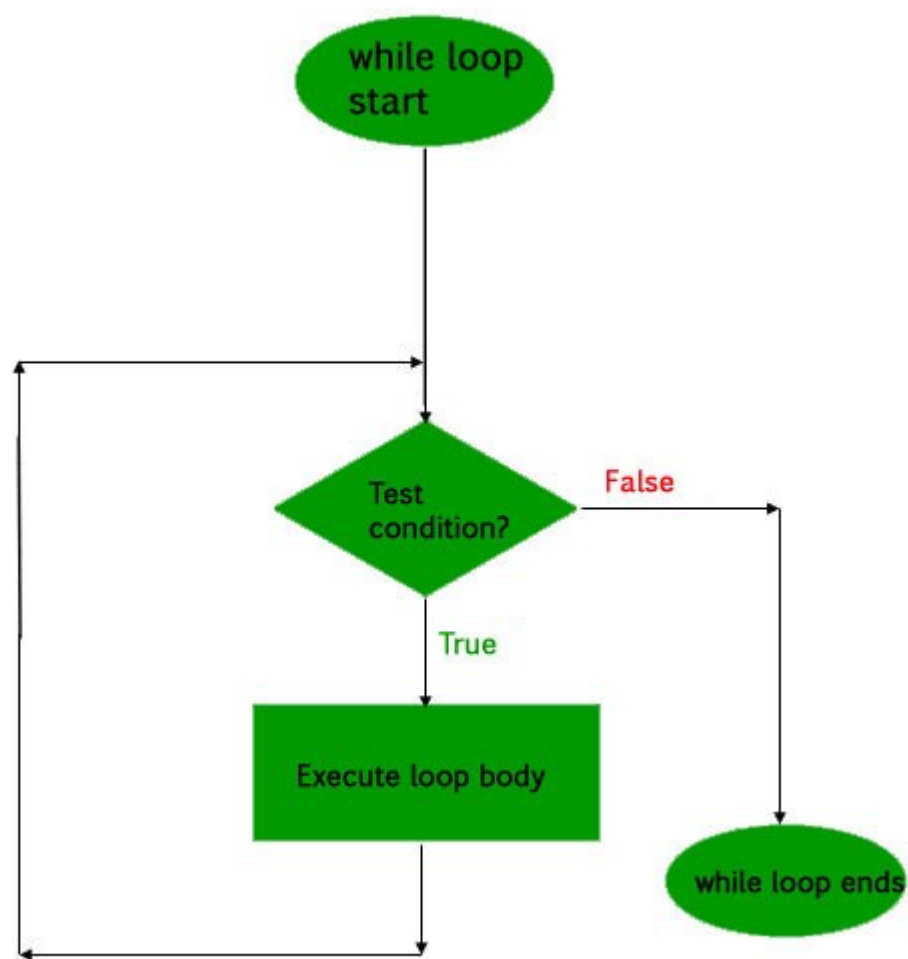 while loop
start
Test
condition?
False
True
Execute loop body
while loop ends